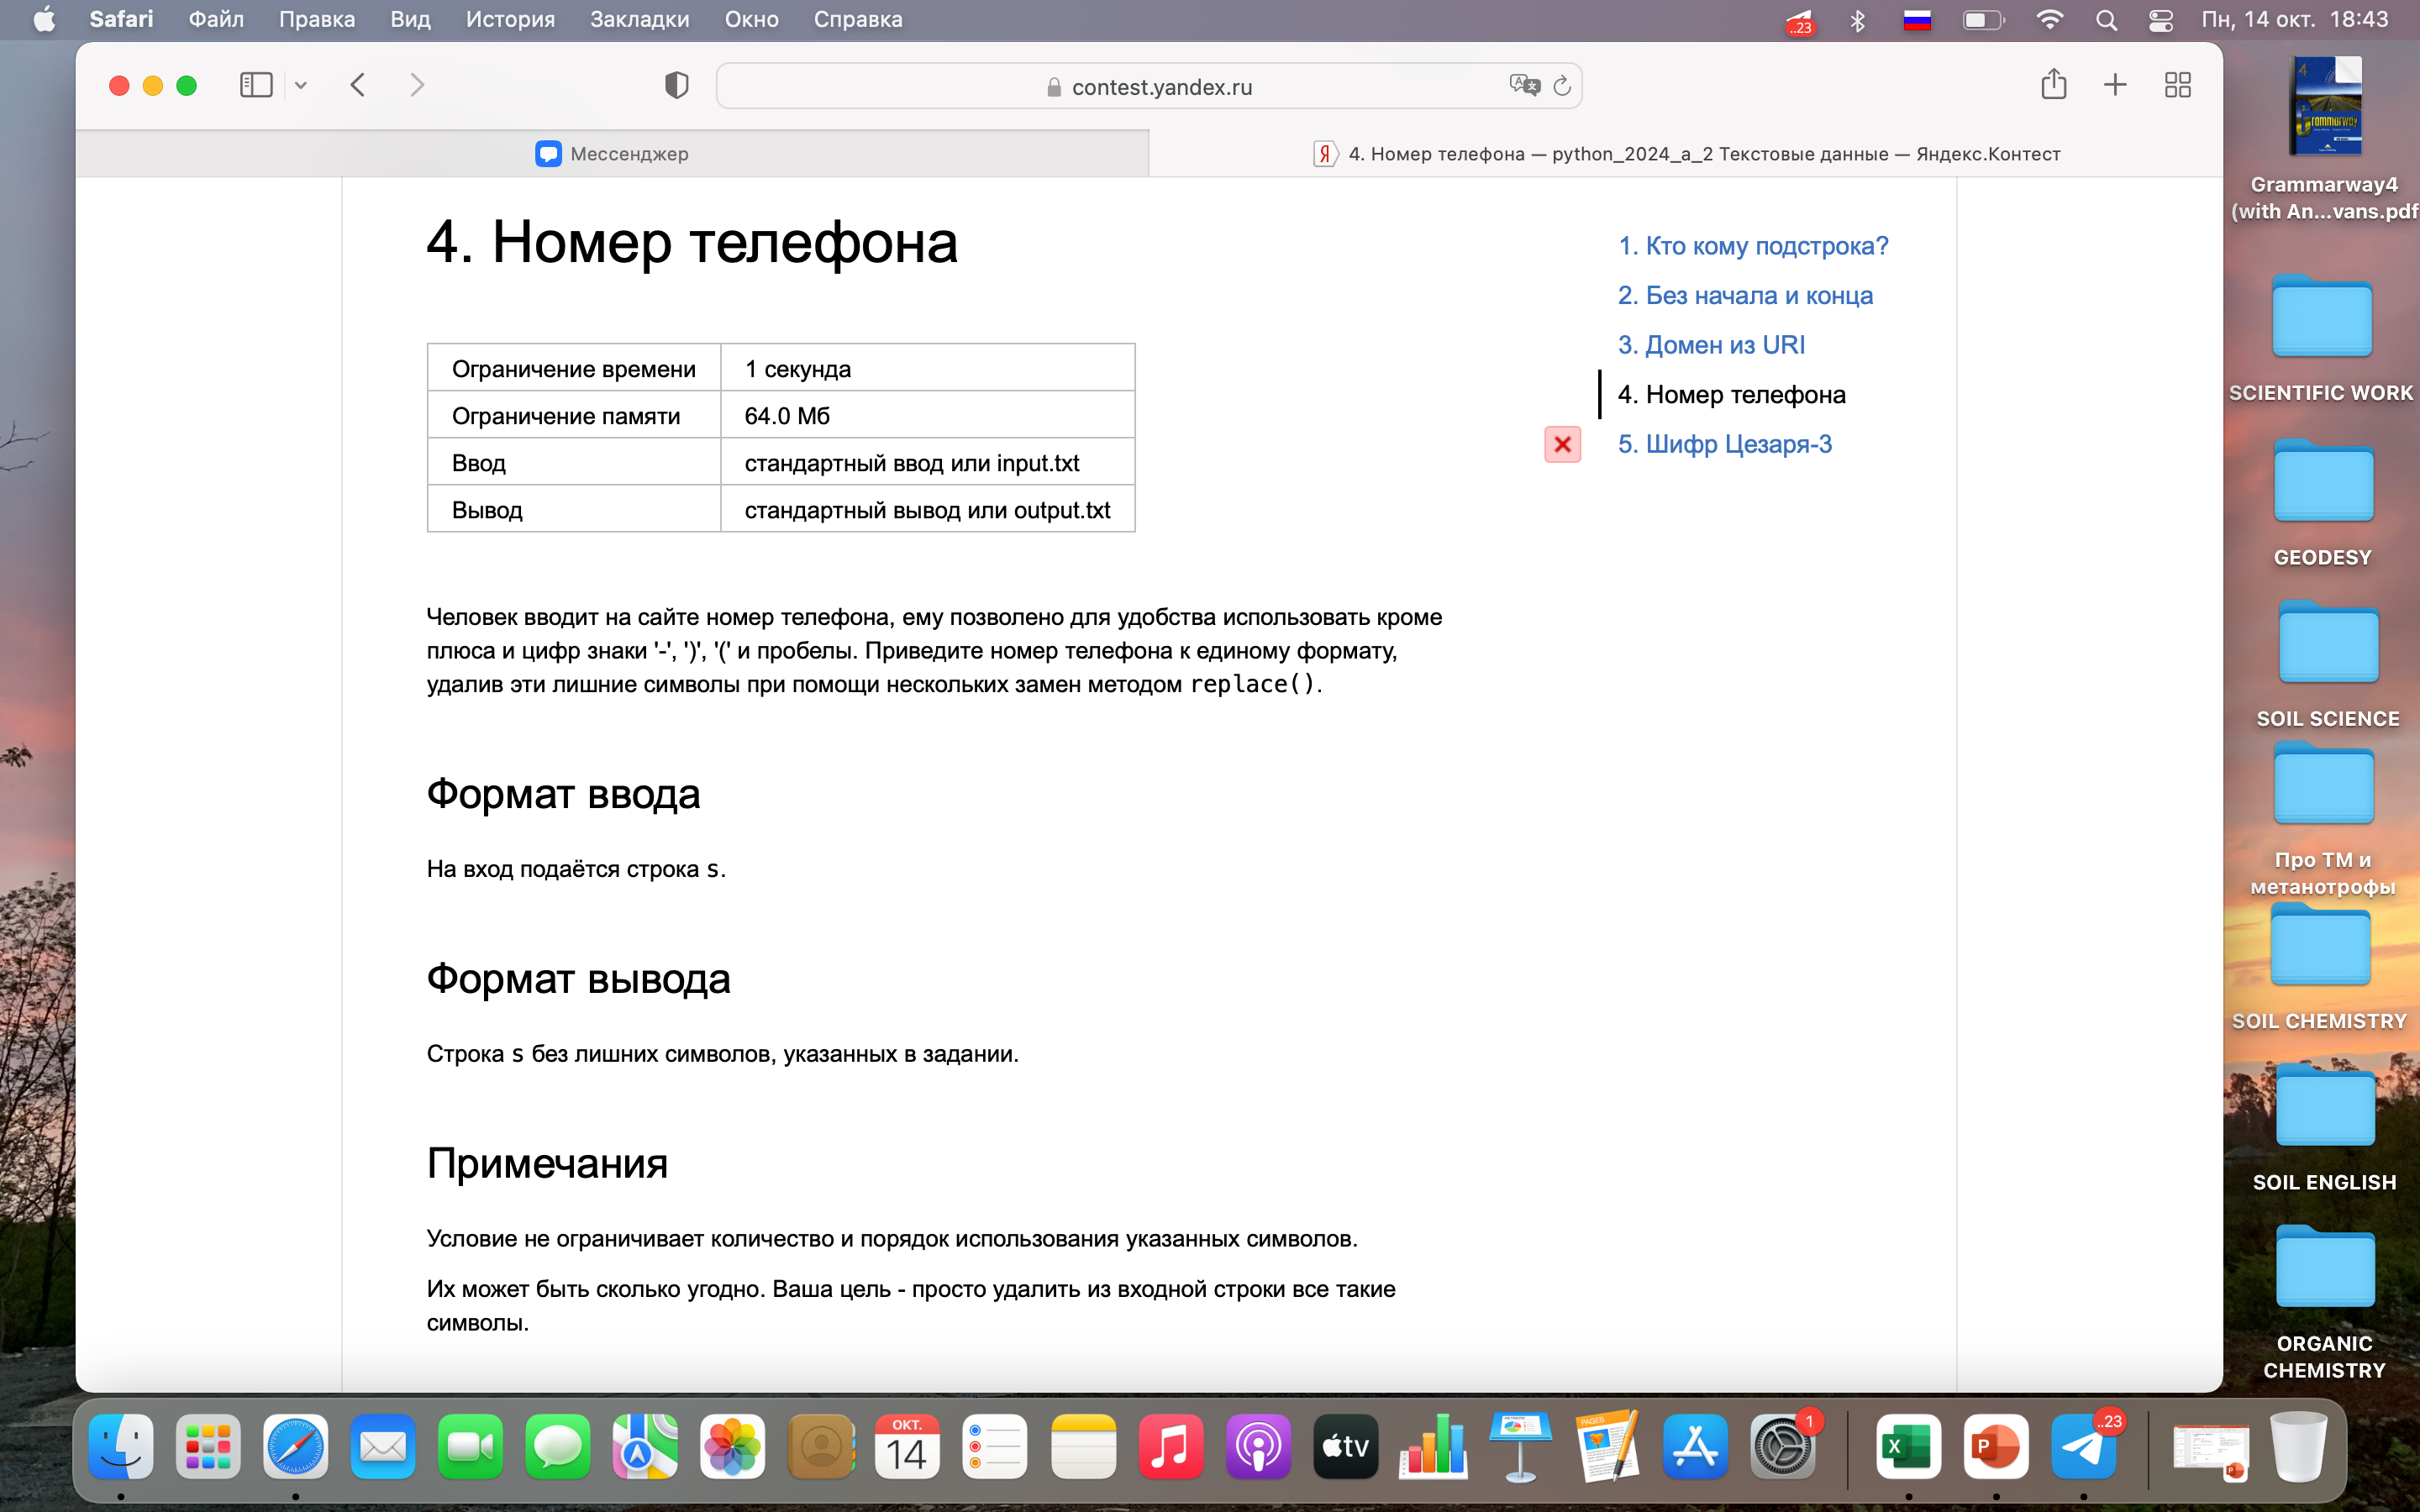 Safari Файл Правка Вид История Закладки Окно Справка
..23 Пн, 14 окт. 18:43
contest.yandex.ru
Мессенджер
4. Номер телефона — python_2024_a_2 Текстовые данные — Яндекс.Контест
4. Номер телефона
Ограничение времени 1 секунда
Ограничение памяти 64.0 Мб
Ввод стандартный ввод или input.txt
Вывод стандартный вывод или output.txt
Человек вводит на сайте номер телефона, ему позволено для удобства использовать кроме
плюса и цифр знаки '-', ')', '(' и пробелы. Приведите номер телефона к единому формату,
удалив эти лишние символы при помощи нескольких замен методом replace().
Формат ввода
На вход подаётся строка s.
Формат вывода
Строка s без лишних символов, указанных в задании.
Примечания
Условие не ограничивает количество и порядок использования указанных символов.
Их может быть сколько угодно. Ваша цель - просто удалить из входной строки все такие
символы.
1. Кто кому подстрока?
2. Без начала и конца
3. Домен из URI
4. Номер телефона
5. Шифр Цезаря-3
4
Grammarway
Grammarway4
(with An...vans.pdf
SCIENTIFIC WORK
GEODESY
SOIL SCIENCE
Про ТМ и
метанотрофы
SOIL CHEMISTRY
SOIL ENGLISH
ORGANIC
CHEMISTRY
ОКТ.
14
tv
PAGES
1
X
P
..23